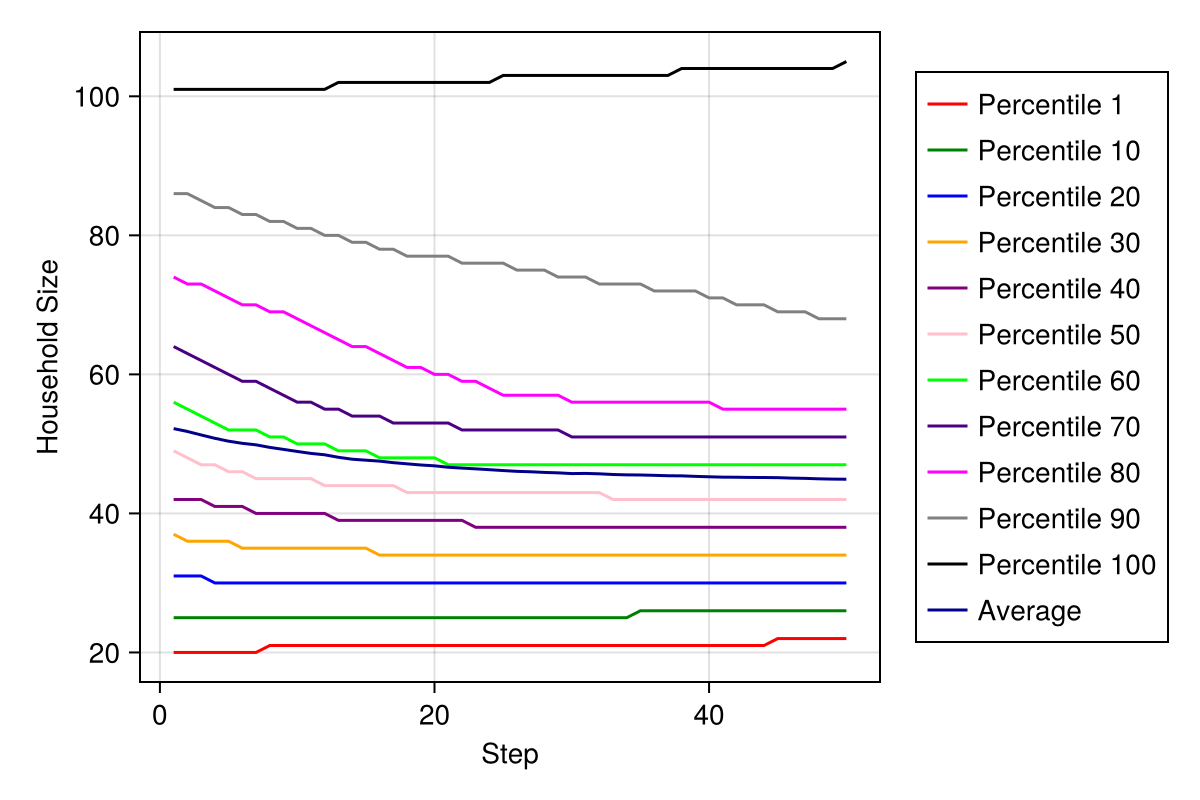 100
80
60
40
20
Household Size
0
20
40
Step
Percentile 1
Percentile 10
Percentile 20
Percentile 30
Percentile 40
Percentile 50
Percentile 60
Percentile 70
Percentile 80
Percentile 90
Percentile 100
Average